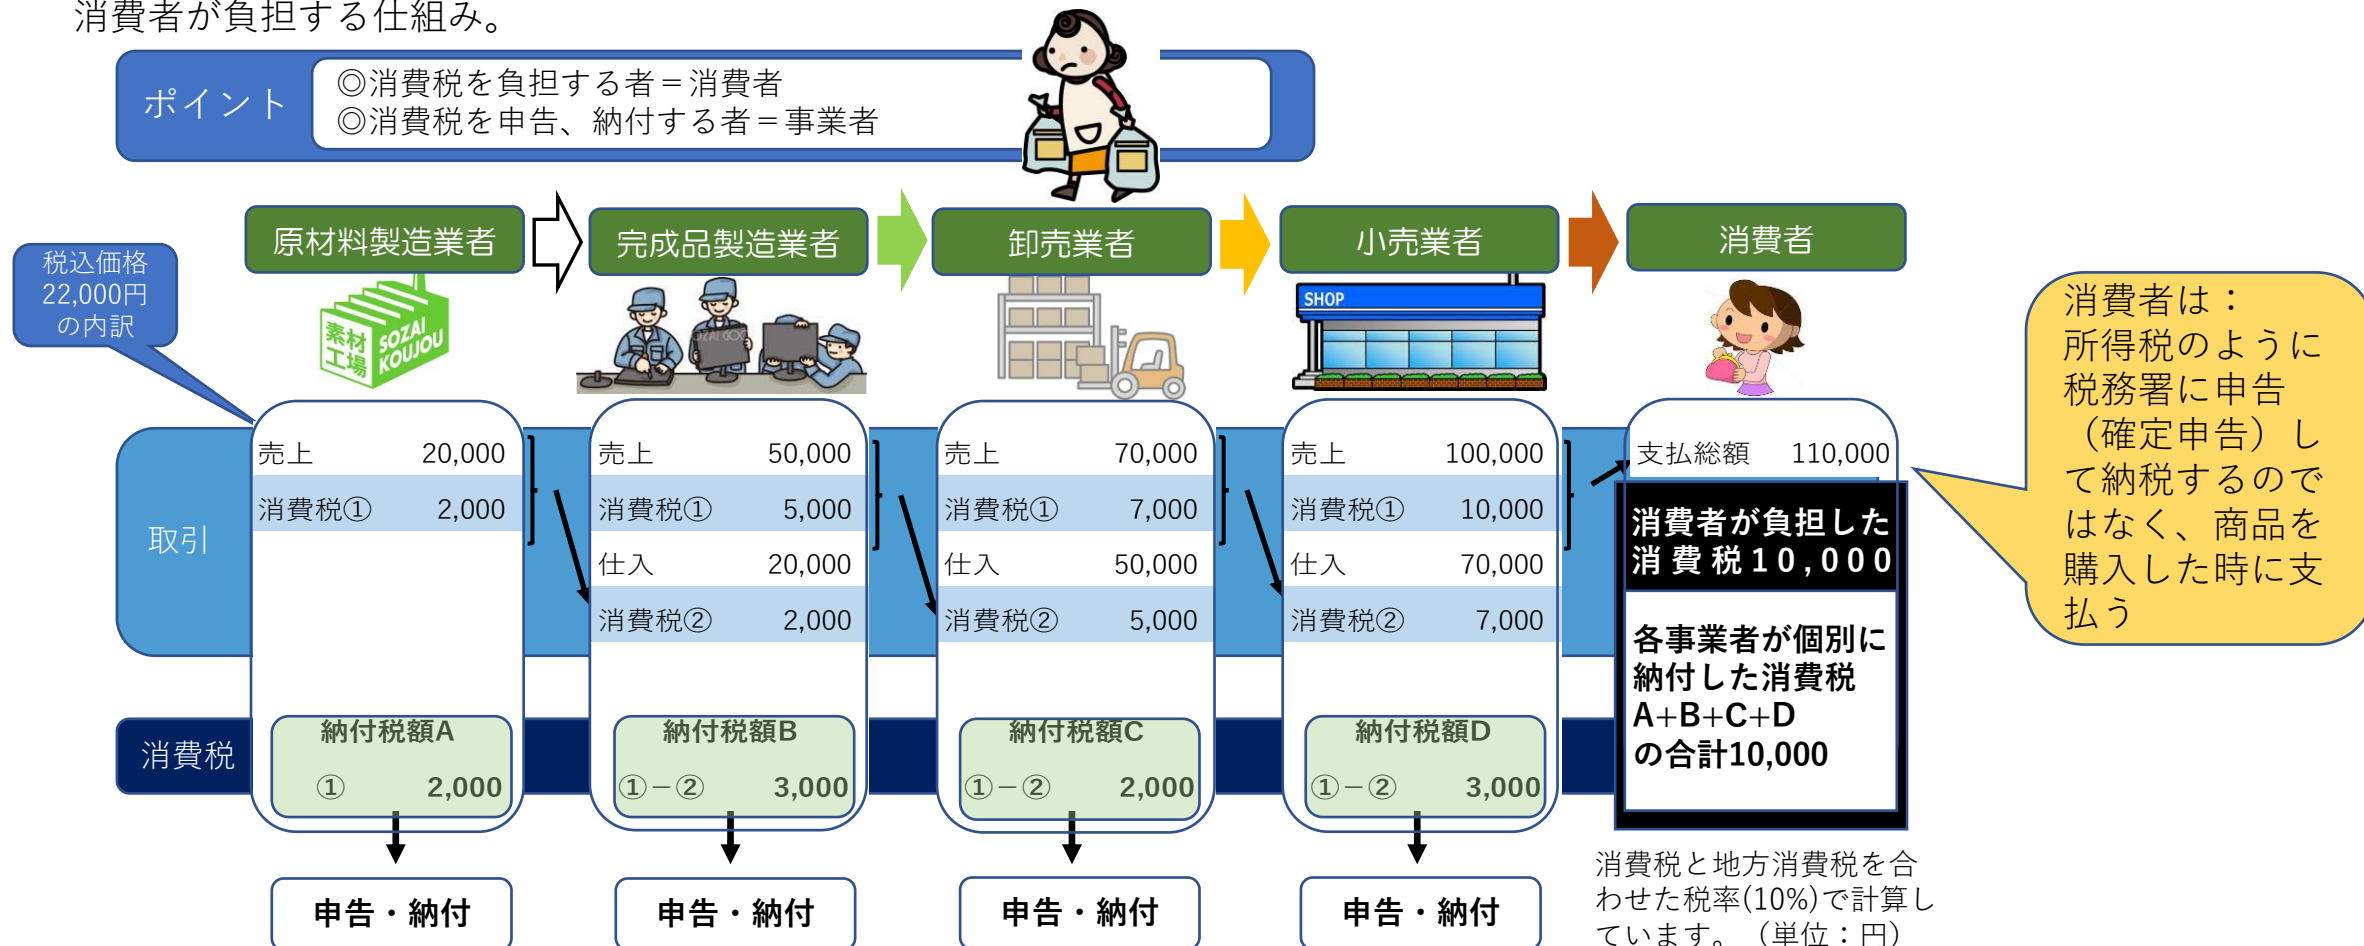 消費者が負担する仕組み。
ポイント
◎消費税を負担する者＝消費者
◎消費税を申告、納付する者＝事業者
原材料製造業者
完成品製造業者
卸売業者
小売業者
消費者
税込価格
22,000円
の内訳
素材
工場
SOZAI
KOUJOU
SHOP
消費者は：
所得税のように
税務署に申告
（確定申告）し
て納税するので
はなく、商品を
購入した時に支
払う
取引
売上 20,000
消費税① 2,000
売上 50,000
消費税① 5,000
仕入 20,000
消費税② 2,000
売上 70,000
消費税① 7,000
仕入 50,000
消費税② 5,000
売上 100,000
消費税① 10,000
仕入 70,000
消費税② 7,000
支払総額 110,000
消費者が負担した
消費税10,000
各事業者が個別に
納付した消費税
A+B+C+D
の合計10,000
消費税
納付税額A
① 2,000
納付税額B
①－② 3,000
納付税額C
①－② 2,000
納付税額D
①－② 3,000
申告・納付
申告・納付
申告・納付
申告・納付
消費税と地方消費税を合
わせた税率(10%)で計算し
ています。（単位：円）